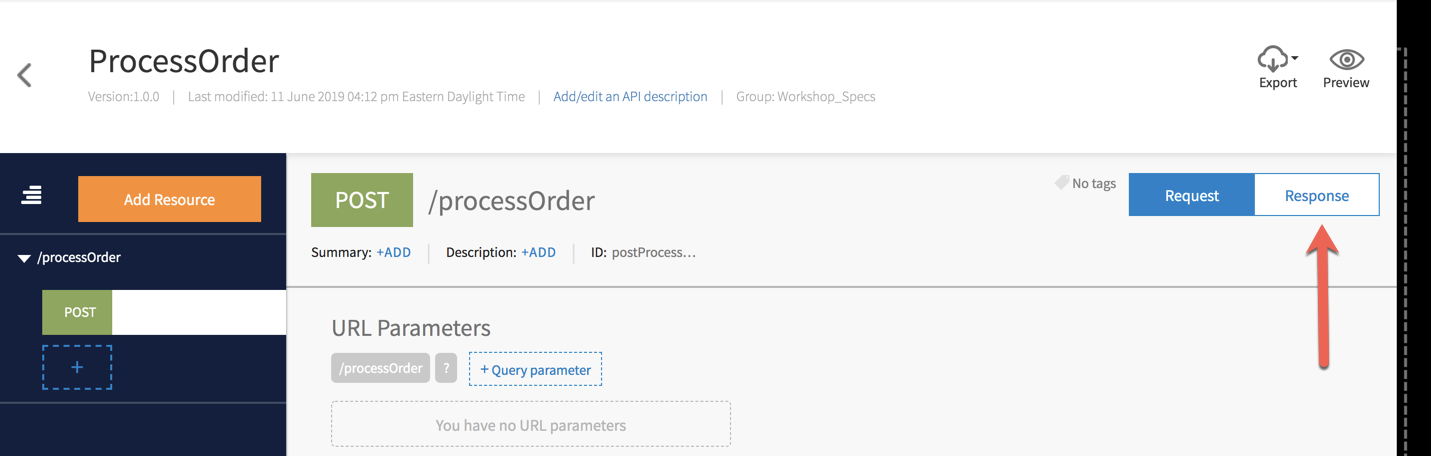 ProcessOrder
Version:1.0.0 | Last modified: 11 June 2019 04:12 pm Eastern Daylight Time | Add/edit an API description | Group: Workshop_Specs
Export
Preview
Add Resource
/processOrder
POST
+
POST /processOrder
No tags
Request
Response
Summary: +ADD | Description: +ADD | ID: postProcess...
URL Parameters
/processOrder ? + Query parameter
You have no URL parameters